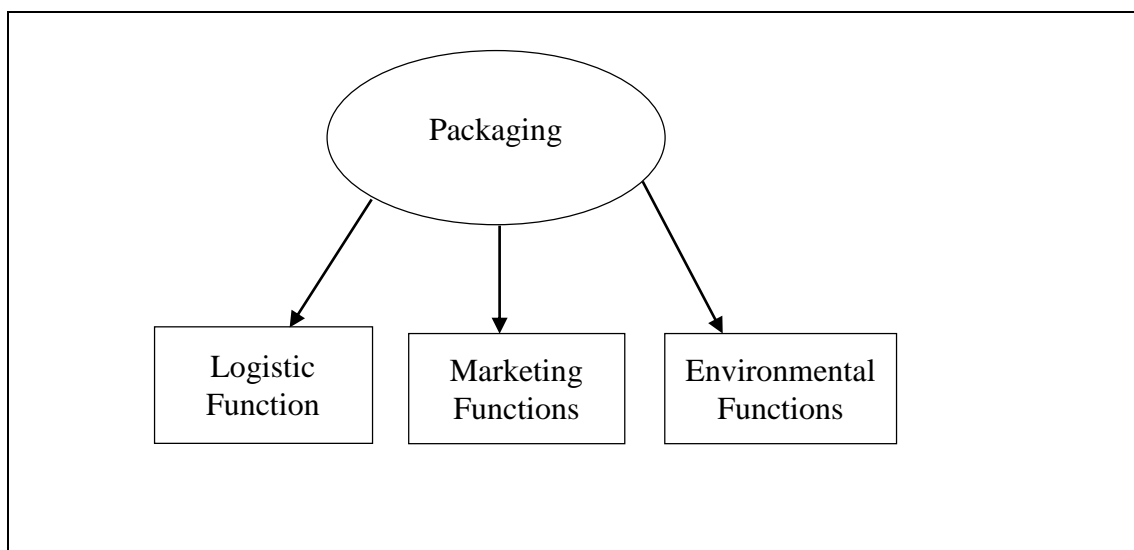 Packaging
Logistic
Function
Marketing
Functions
Environmental
Functions